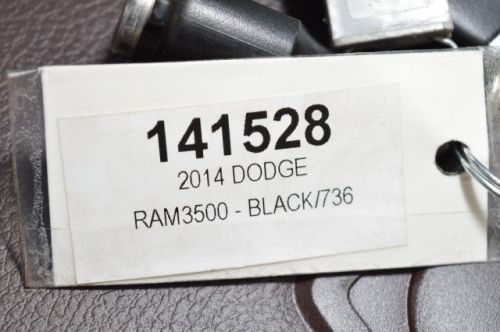 141528
2014 DODGE
RAM3500 - BLACK/736